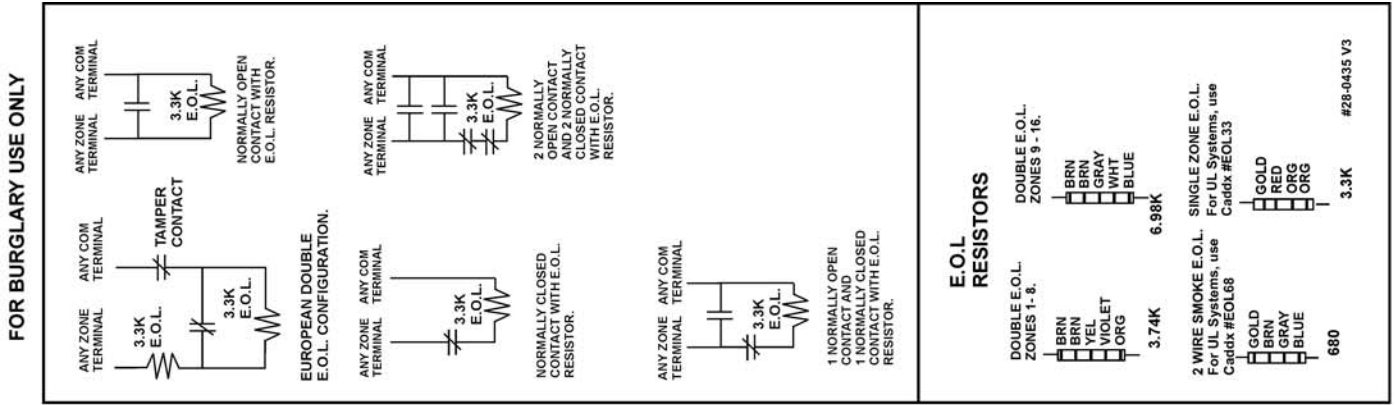 FOR BURGLARY USE ONLY
ANY ZONE
TERMINAL
ANY COM
TERMINAL
3.3K
E.O.L.
TAMPER
CONTACT
3.3K
E.O.L.
EUROPEAN DOUBLE
E.O.L. CONFIGURATION.
ANY ZONE
TERMINAL
ANY COM
TERMINAL
3.3K
E.O.L.
NORMALLY OPEN
CONTACT WITH
E.O.L. RESISTOR.
ANY ZONE
TERMINAL
ANY COM
TERMINAL
3.3K
E.O.L.
NORMALLY CLOSED
CONTACT WITH E.O.L.
RESISTOR.
ANY ZONE
TERMINAL
ANY COM
TERMINAL
3.3K
E.O.L.
2 NORMALLY
OPEN CONTACT
AND 2 NORMALLY
CLOSED CONTACT
WITH E.O.L.
RESISTOR.
ANY ZONE
TERMINAL
ANY COM
TERMINAL
3.3K
E.O.L.
1 NORMALLY OPEN
CONTACT AND
1 NORMALLY CLOSED
CONTACT WITH E.O.L.
RESISTOR.
E.O.L
RESISTORS
DOUBLE E.O.L.
ZONES 1- 8.
BRN
BRN
YEL
VIOLET
ORG
3.74K
DOUBLE E.O.L.
ZONES 9 - 16.
BRN
BRN
GRAY
WHT
BLUE
6.98K
2 WIRE SMOKE E.O.L.
For UL Systems, use
Caddx #EOL68
GOLD
BRN
GRAY
BLUE
680
SINGLE ZONE E.O.L.
For UL Systems, use
Caddx #EOL33
GOLD
RED
ORG
ORG
3.3K
#28-0435 V3